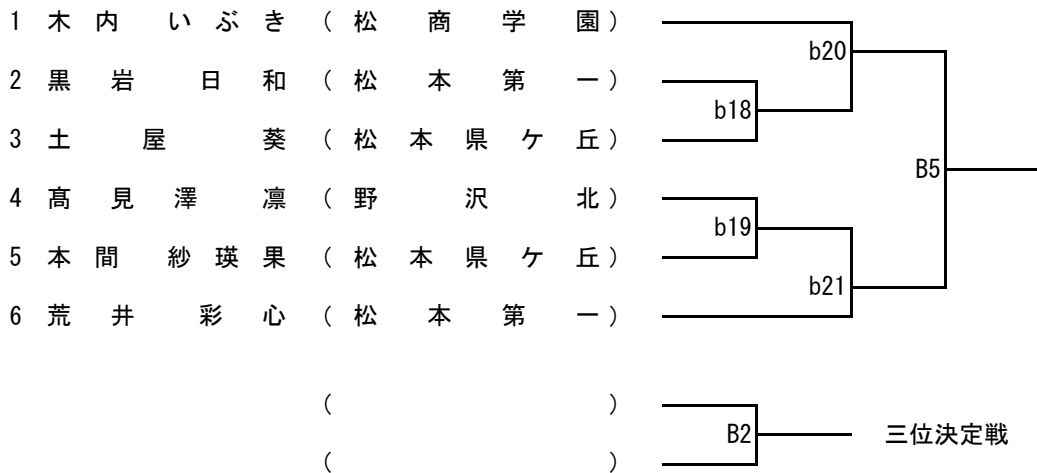 1 木内 いぶき (松商学園)
b20
2 黒岩 日和 (松本第一)
b18
3 土屋 葵 (松本県ケ丘)
B5
4 髙見澤 凛 (野沢北)
b19
5 本間 紗瑛果 (松本県ケ丘)
b21
6 荒井 彩心 (松本第一)
( )
B2 三位決定戦
( )